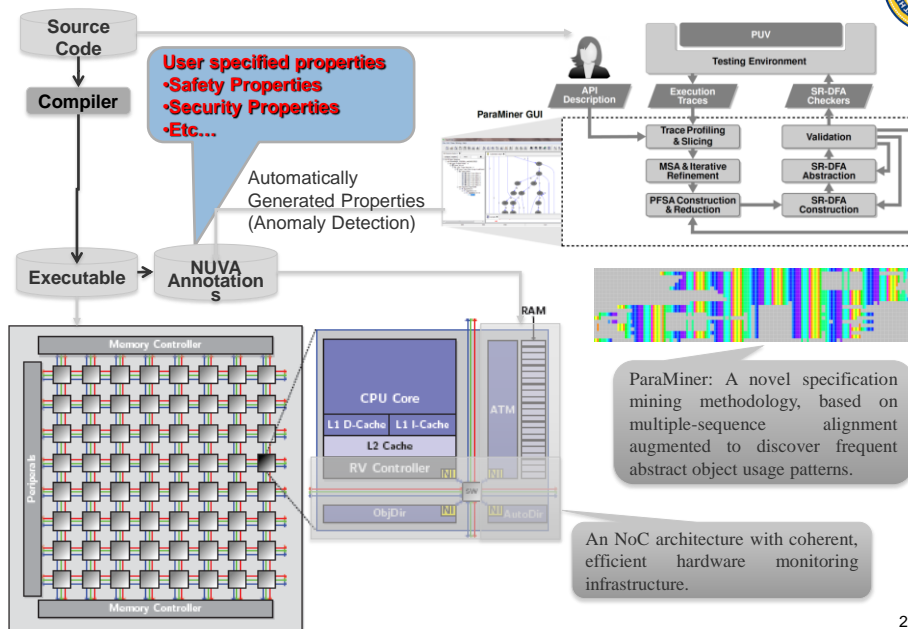 Source
Code
Compiler
User specified properties
•Safety Properties
•Security Properties
•Etc…
Automatically
Generated Properties
(Anomaly Detection)
Executable
NUVA
Annotation
s
ParaMiner GUI
PUV
Testing Environment
API
Description
Execution
Traces
SR-DFA
Checkers
Trace Profiling
& Slicing
Validation
MSA & Iterative
Refinement
SR-DFA
Abstraction
PFSA Construction
& Reduction
SR-DFA
Construction
Memory Controller
Peripherals
Memory Controller
RAM
CPU Core
ATM
L1 D-Cache
L1 I-Cache
L2 Cache
RV Controller
NI
NI
SW
ObjDir
NI
NI
AutoDir
ParaMiner: A novel specification
mining methodology, based on
multiple-sequence alignment
augmented to discover frequent
abstract object usage patterns.
An NoC architecture with coherent,
efficient hardware monitoring
infrastructure.
2